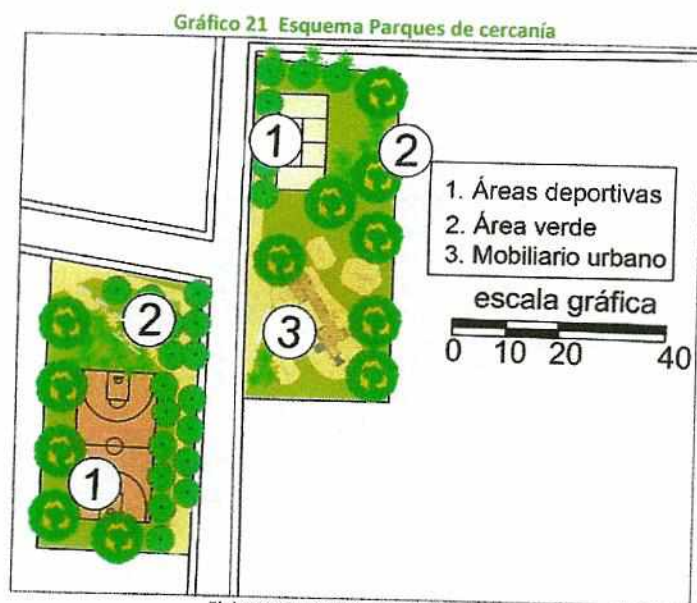 Gráfico 21 Esquema Parques de cercanía
1
2
1. Áreas deportivas
2. Área verde
3. Mobiliario urbano
escala gráfica
0 10 20 40
3
2
1